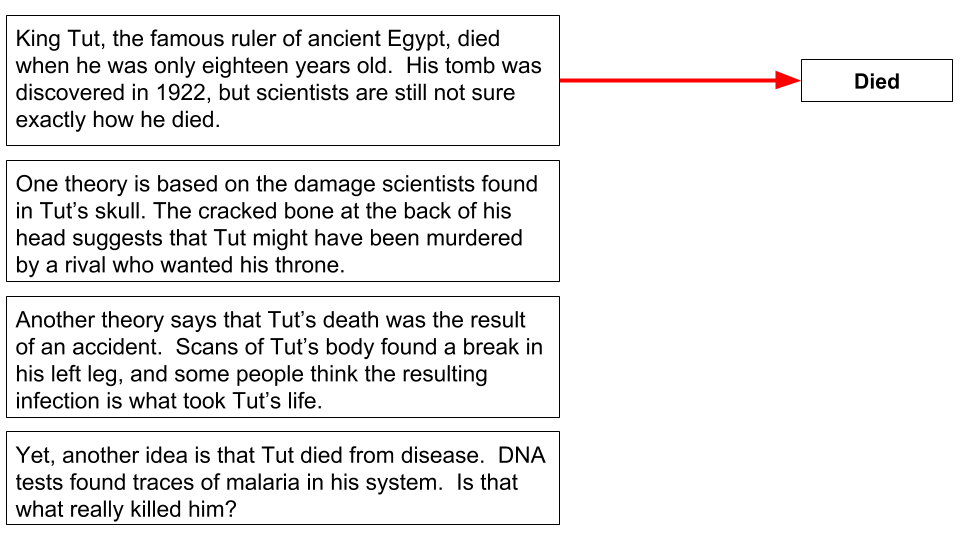 King Tut, the famous ruler of ancient Egypt, died
when he was only eighteen years old.  His tomb was
discovered in 1922, but scientists are still not sure
exactly how he died.
Died
One theory is based on the damage scientists found
in Tut’s skull. The cracked bone at the back of his
head suggests that Tut might have been murdered
by a rival who wanted his throne.
Another theory says that Tut’s death was the result
of an accident.  Scans of Tut’s body found a break in
his left leg, and some people think the resulting
infection is what took Tut’s life.
Yet, another idea is that Tut died from disease.  DNA
tests found traces of malaria in his system.  Is that
what really killed him?